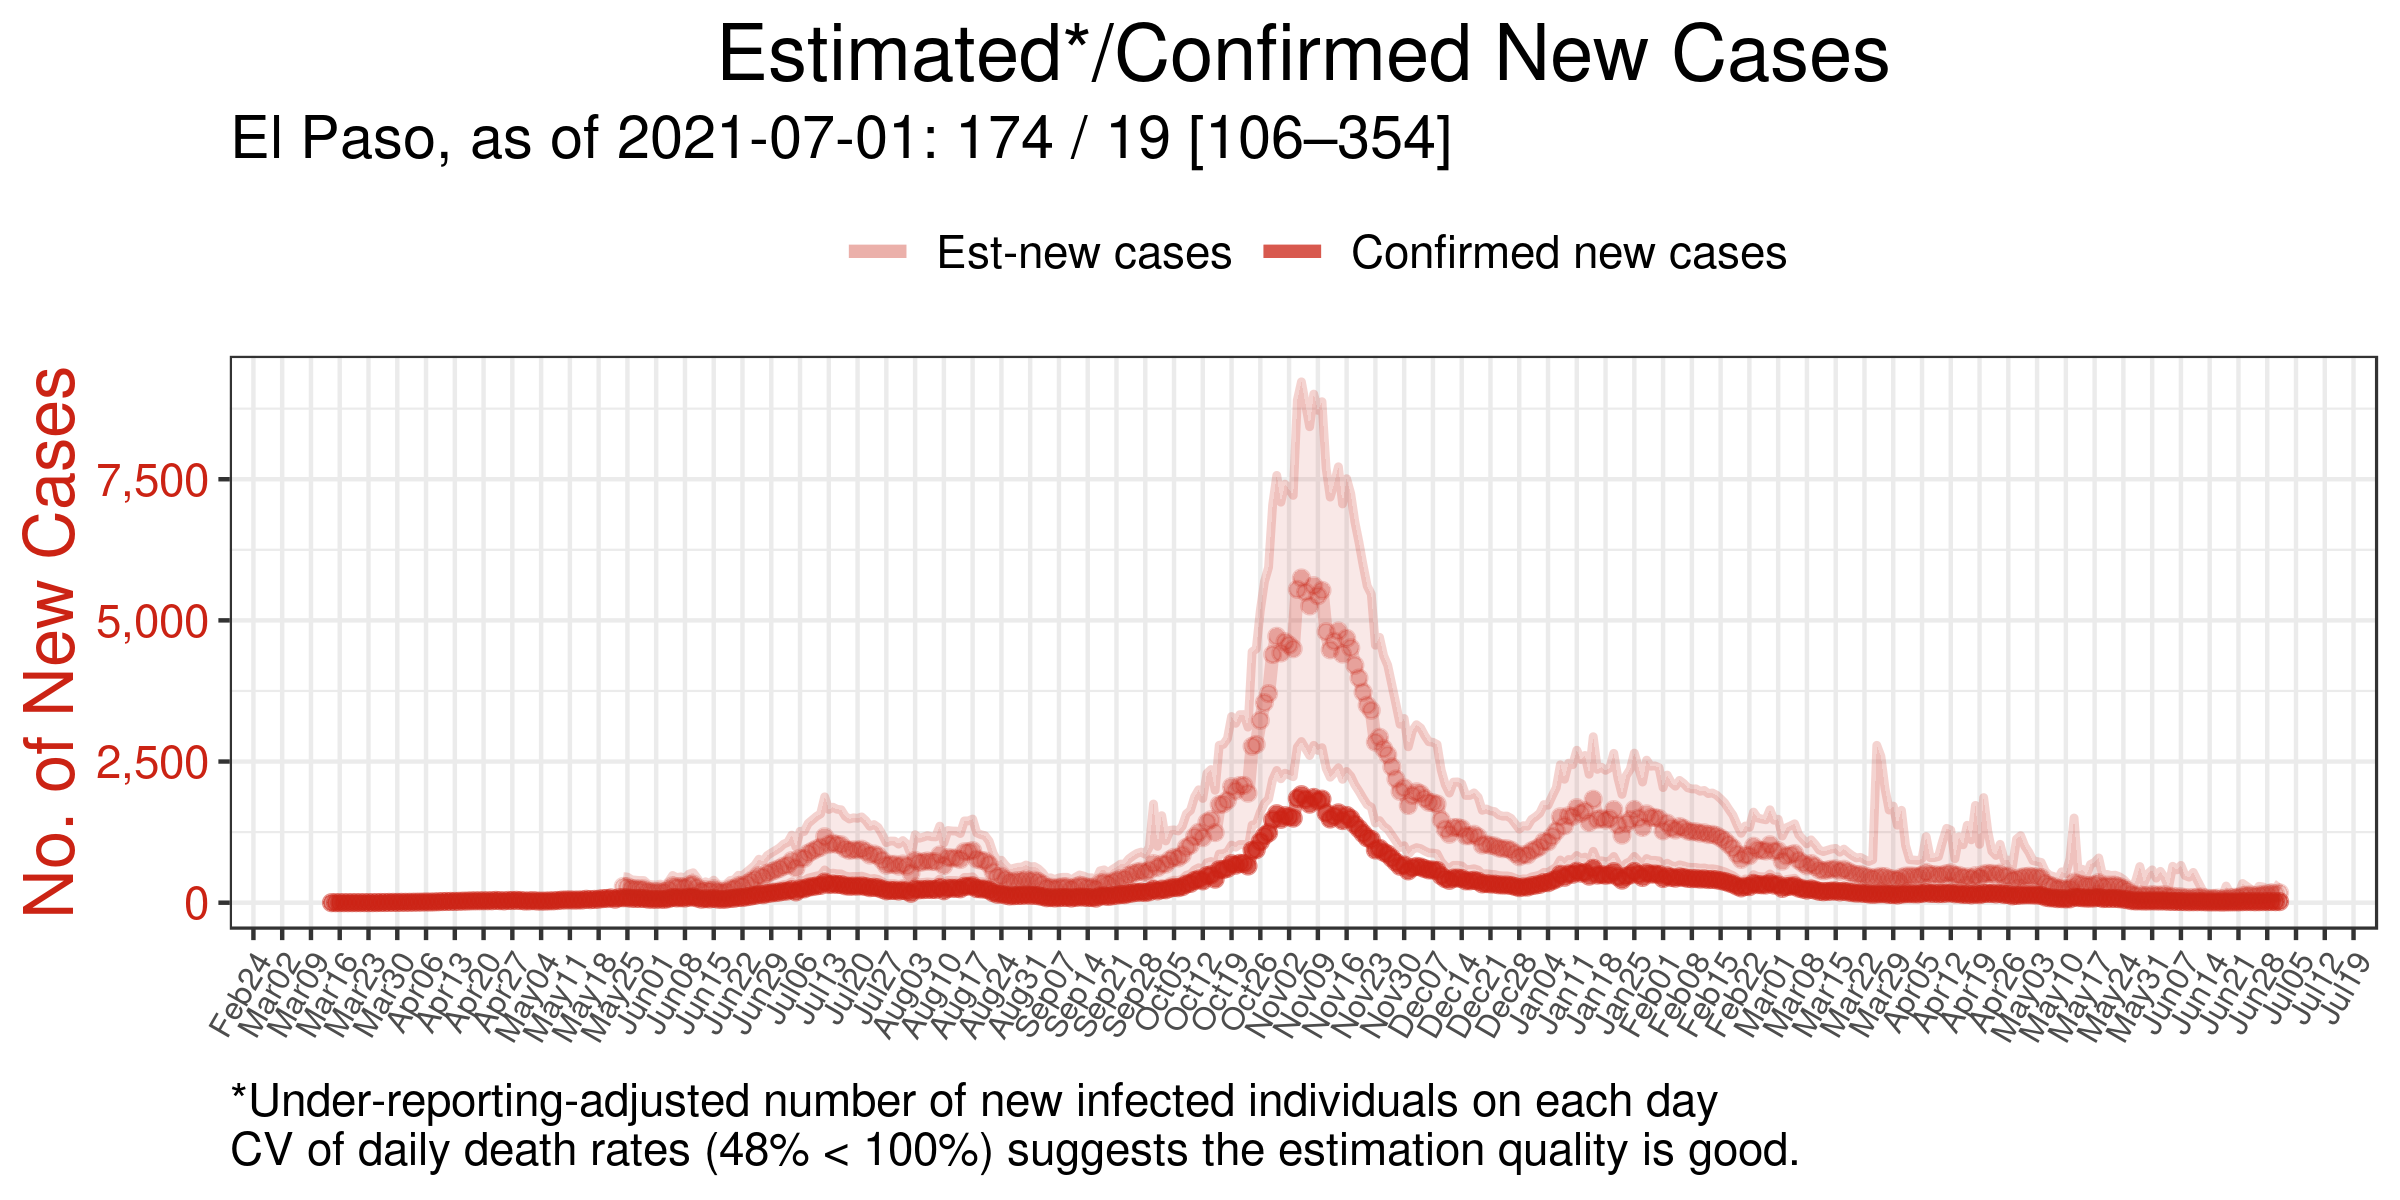 Estimated*/Confirmed New Cases
El Paso, as of 2021-07-01: 174 / 19 [106–354]
Est-new cases
Confirmed new cases
No. of New Cases
7,500
5,000
2,500
0
Feb24
Mar02
Mar09
Mar16
Mar23
Mar30
Apr06
Apr13
Apr20
Apr27
May04
May11
May18
May25
Jun01
Jun08
Jun15
Jun22
Jun29
Jul06
Jul13
Jul20
Jul27
Aug03
Aug10
Aug17
Aug24
Aug31
Sep07
Sep14
Sep21
Sep28
Oct05
Oct12
Oct19
Oct26
Nov02
Nov09
Nov16
Nov23
Nov30
Dec07
Dec14
Dec21
Dec28
Jan04
Jan11
Jan18
Jan25
Feb01
Feb08
Feb15
Feb22
Mar01
Mar08
Mar15
Mar22
Mar29
Apr05
Apr12
Apr19
Apr26
May03
May10
May17
May24
May31
Jun07
Jun14
Jun21
Jun28
Jul05
Jul12
Jul19
*Under-reporting-adjusted number of new infected individuals on each day
CV of daily death rates (48% < 100%) suggests the estimation quality is good.